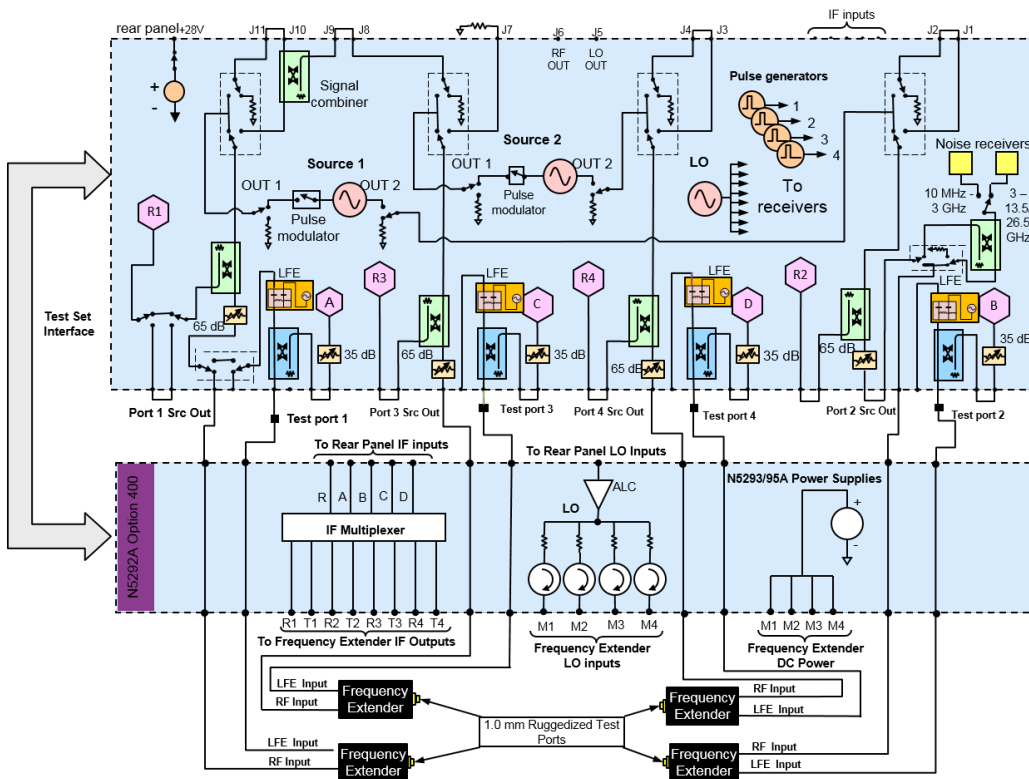 rear panel
+28V
J11
J10
J9
J8
J7
J6
RF
OUT
J5
LO
OUT
J4
J3
IF inputs
J2
J1
Signal
combiner
Pulse generators
1
2
3
4
To
receivers
Noise receivers
10 MHz -
3 GHz
3 –
13.5/
26.5
GHz
+
-
Source 1
OUT 1
OUT 2
Pulse
modulator
Source 2
OUT 1
OUT 2
Pulse
modulator
LO
Test Set
Interface
R1
65 dB
LFE
A
35 dB
R3
65 dB
LFE
C
35 dB
R4
65 dB
LFE
D
35 dB
R2
65 dB
LFE
B
35 dB
Port 1 Src Out
Test port 1
Port 3 Src Out
Test port 3
Port 4 Src Out
Test port 4
Port 2 Src Out
Test port 2
N5292A Option 400
To Rear Panel IF inputs
R
A
B
C
D
IF Multiplexer
R1 T1 R2 T2 R3 T3 R4 T4
To Frequency Extender IF Outputs
To Rear Panel LO Inputs
ALC
LO
M1 M2 M3 M4
Frequency Extender
LO inputs
N5293/95A Power Supplies
+
-
M1 M2 M3 M4
Frequency Extender
DC Power
LFE Input
RF Input
Frequency
Extender
LFE Input
RF Input
Frequency
Extender
1.0 mm Ruggedized Test
Ports
Frequency
Extender
RF Input
LFE Input
Frequency
Extender
RF Input
LFE Input